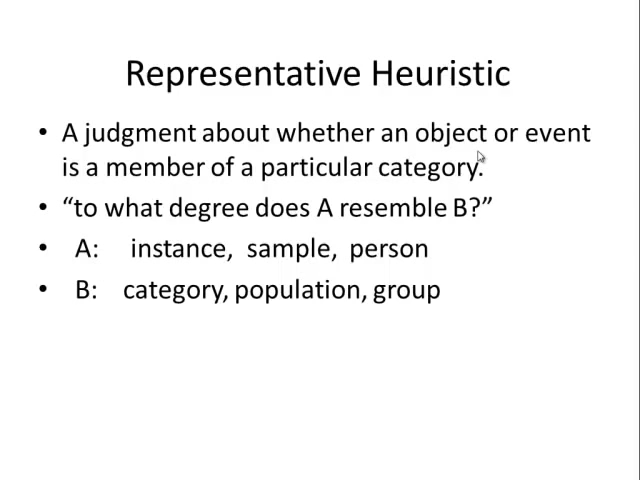 Representative Heuristic
• A judgment about whether an object or event
is a member of a particular category.
• “to what degree does A resemble B?”
• A: instance, sample, person
• B: category, population, group